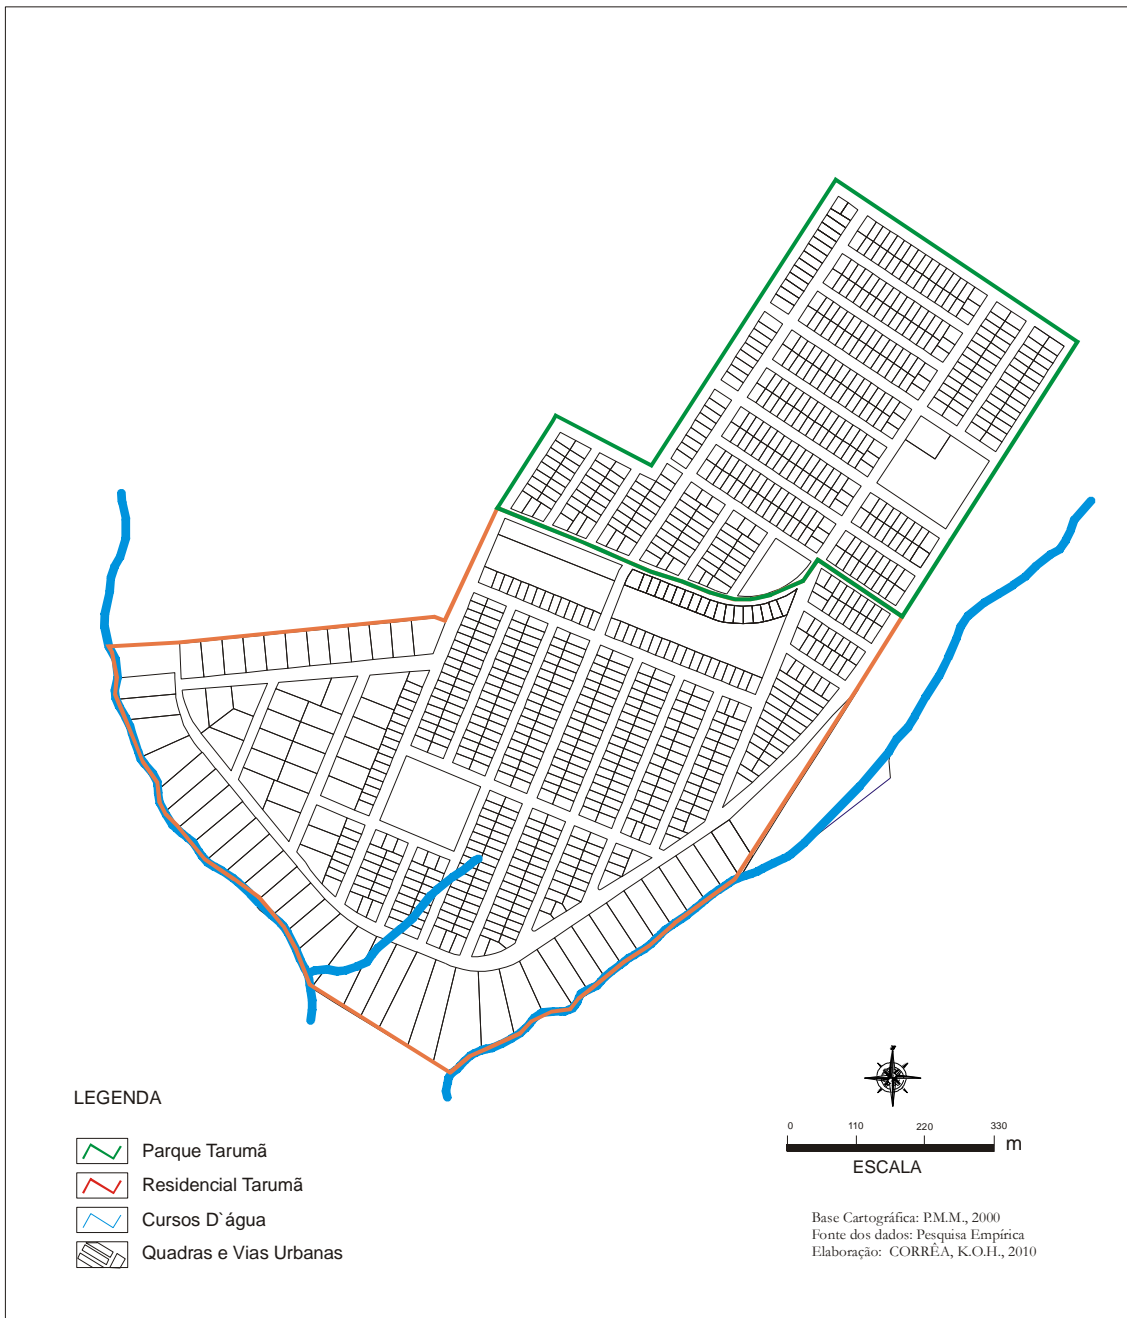 LEGENDA
Parque Tarumã
Residencial Tarumã
Cursos D`água
Quadras e Vias Urbanas
0 110 220 330
m
ESCALA
Base Cartográfica: P.M.M., 2000
Fonte dos dados: Pesquisa Empírica
Elaboração: CORRÊA, K.O.H., 2010